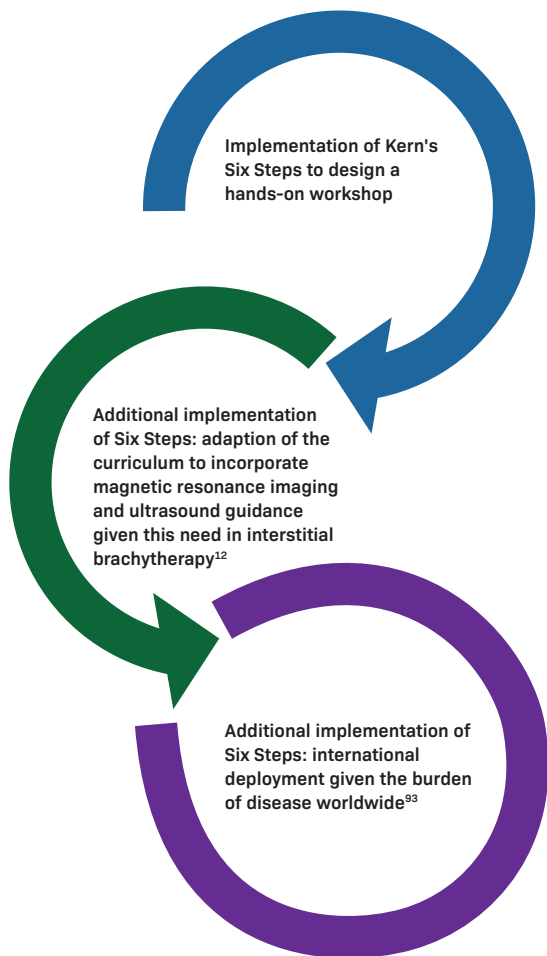 Implementation of Kern's
Six Steps to design a
hands-on workshop
Additional implementation
of Six Steps: adaption of the
curriculum to incorporate
magnetic resonance imaging
and ultrasound guidance
given this need in interstitial
brachytherapy¹²
Additional implementation of
Six Steps: international
deployment given the burden
of disease worldwide⁹³